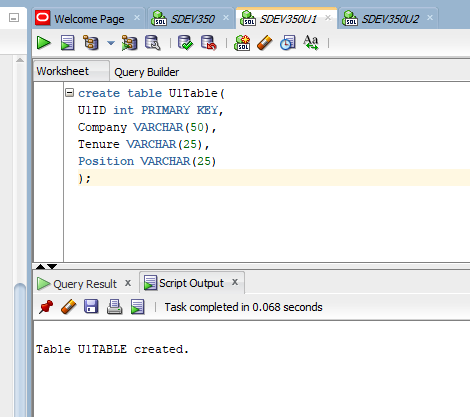 Welcome Page SDEV350 SDEV350U1 SDEV350U2
Aa
Worksheet Query Builder
create table U1Table(
U1ID int PRIMARY KEY,
Company VARCHAR(50),
Tenure VARCHAR(25),
Position VARCHAR(25)
);
Query Result x Script Output x
Task completed in 0.068 seconds
Table U1TABLE created.